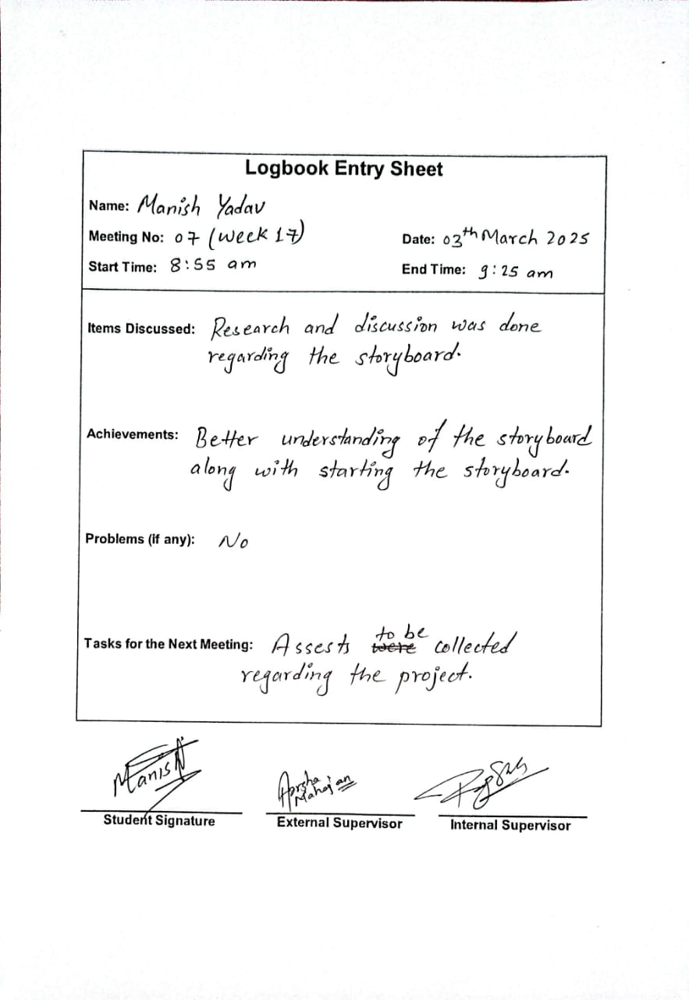 Logbook Entry Sheet
Name: Manish Yadav
Meeting No: 07 (week 17)
Date: 03th March 2025
Start Time: 8:55 am
End Time: 9:25 am
Items Discussed: Research and discussion was done
regarding the storyboard.
Achievements: Better understanding of the storyboard
along with starting the storyboard.
Problems (if any): No
to be
Tasks for the Next Meeting: Assests were collected
regarding the project.
Manish
Mahajan
Student Signature
External Supervisor
Internal Supervisor